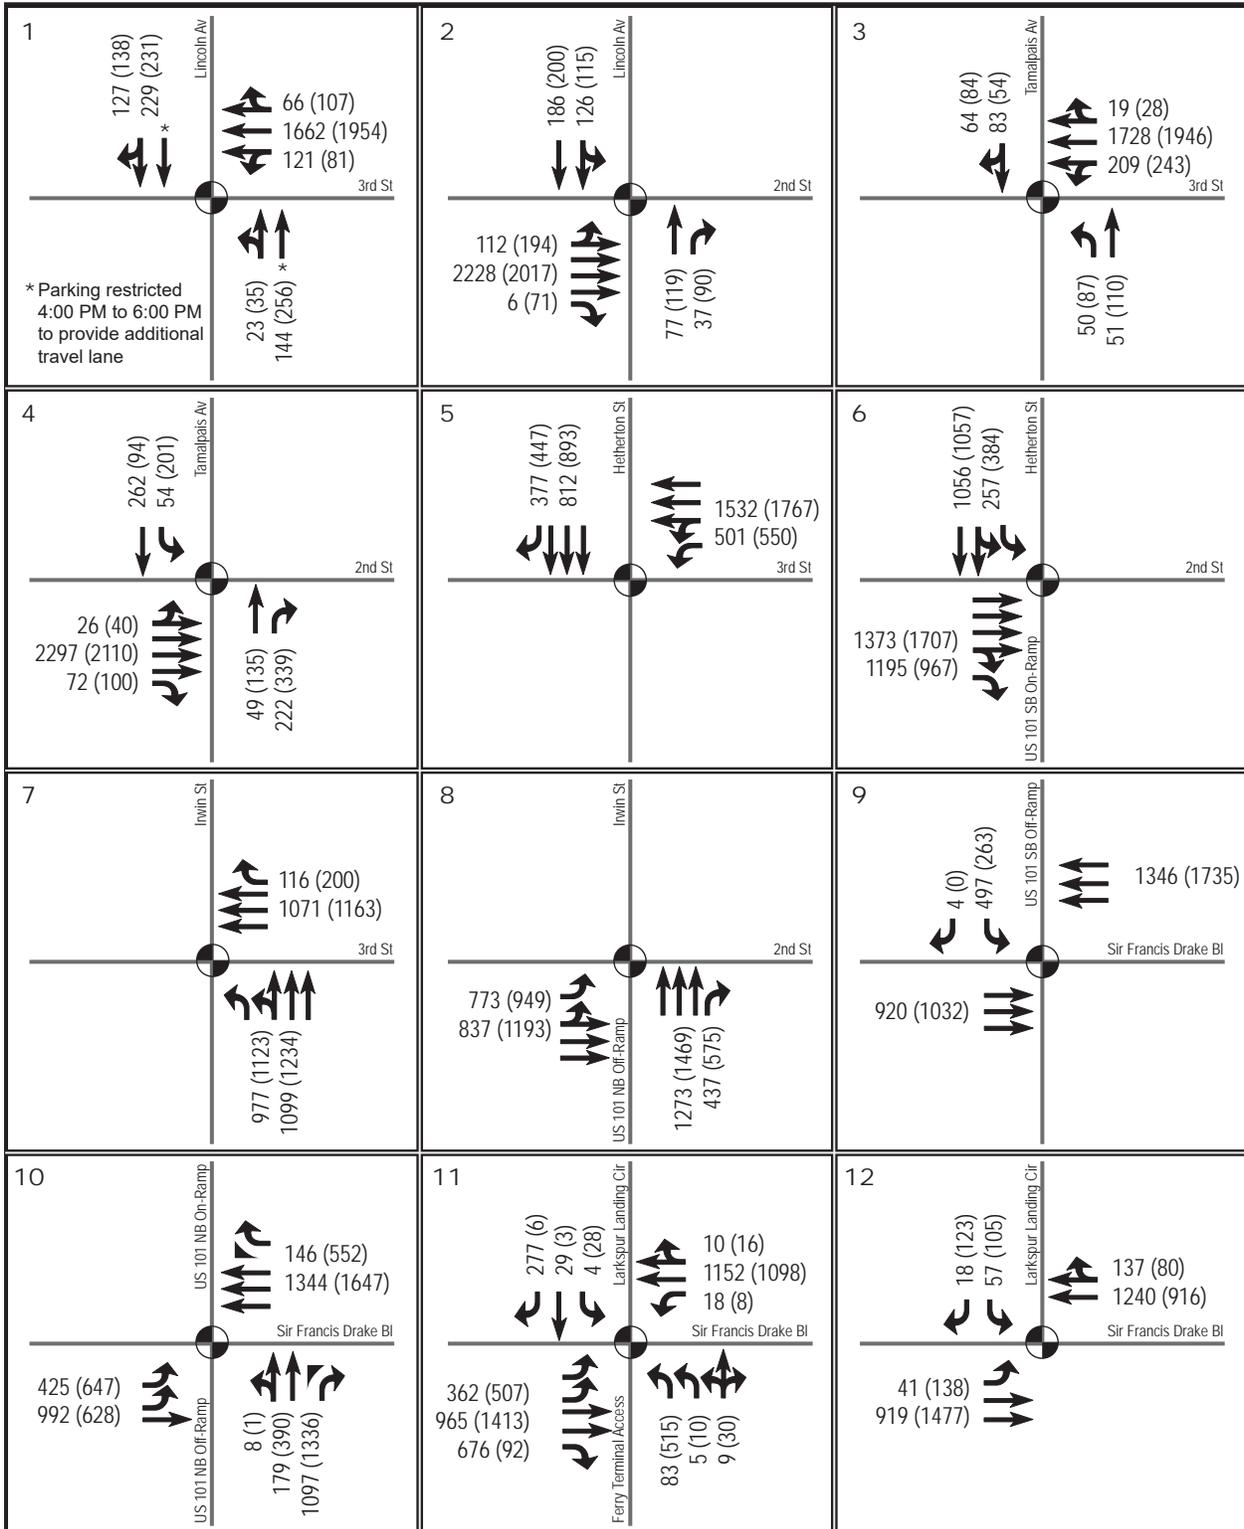 1
Lincoln Av
127 (138)
229 (231)
*
66 (107)
1662 (1954)
121 (81)
3rd St
*
23 (35)
144 (256)
* Parking restricted
4:00 PM to 6:00 PM
to provide additional
travel lane
2
Lincoln Av
186 (200)
126 (115)
2nd St
112 (194)
2228 (2017)
6 (71)
77 (119)
37 (90)
3
Tamalpais Av
64 (84)
83 (54)
19 (28)
1728 (1946)
209 (243)
3rd St
50 (87)
51 (110)
4
Tamalpais Av
262 (94)
54 (201)
2nd St
26 (40)
2297 (2110)
72 (100)
49 (135)
222 (339)
5
Hetherton St
377 (447)
812 (893)
1532 (1767)
501 (550)
3rd St
6
Hetherton St
1056 (1057)
257 (384)
2nd St
1373 (1707)
1195 (967)
US 101 SB On-Ramp
7
Irwin St
116 (200)
1071 (1163)
3rd St
977 (1123)
1099 (1234)
8
Irwin St
2nd St
773 (949)
837 (1193)
US 101 NB Off-Ramp
1273 (1469)
437 (575)
9
US 101 SB Off-Ramp
4 (0)
497 (263)
1346 (1735)
Sir Francis Drake Bl
920 (1032)
10
US 101 NB On-Ramp
146 (552)
1344 (1647)
Sir Francis Drake Bl
425 (647)
992 (628)
US 101 NB Off-Ramp
8 (1)
179 (390)
1097 (1336)
11
Larkspur Landing Cir
277 (6)
29 (3)
4 (28)
10 (16)
1152 (1098)
18 (8)
Sir Francis Drake Bl
362 (507)
965 (1413)
676 (92)
Ferry Terminal Access
83 (515)
5 (10)
9 (30)
12
Larkspur Landing Cir
18 (123)
57 (105)
137 (80)
1240 (916)
Sir Francis Drake Bl
41 (138)
919 (1477)